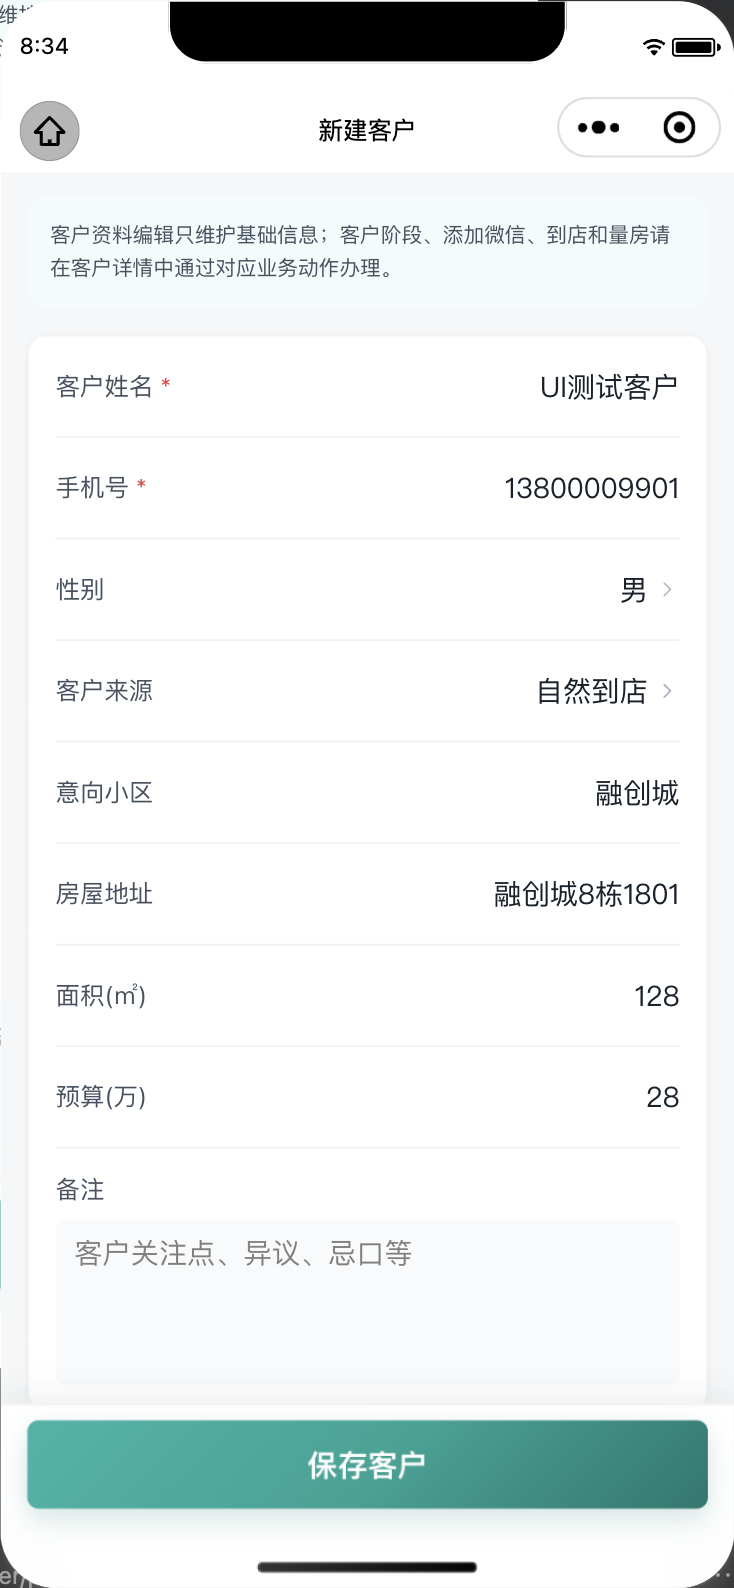 8:34
新建客户
客户资料编辑只维护基础信息；客户阶段、添加微信、到店和量房请
在客户详情中通过对应业务动作办理。
客户姓名 * UI测试客户
手机号 * 13800009901
性别 男
客户来源 自然到店
意向小区 融创城
房屋地址 融创城8栋1801
面积(㎡) 128
预算(万) 28
备注
客户关注点、异议、忌口等
保存客户